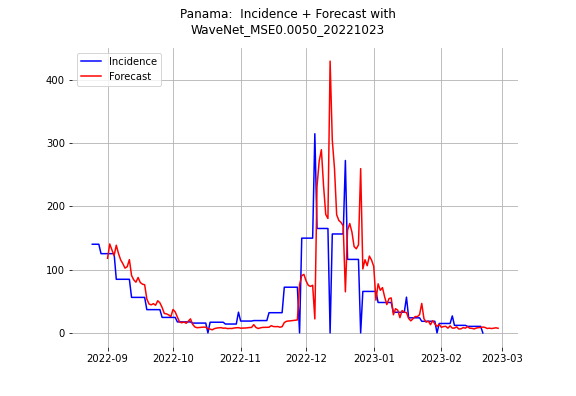 Panama:  Incidence + Forecast with
WaveNet_MSE0.0050_20221023
Incidence
Forecast
400
300
200
100
0
2022-09 2022-10 2022-11 2022-12 2023-01 2023-02 2023-03